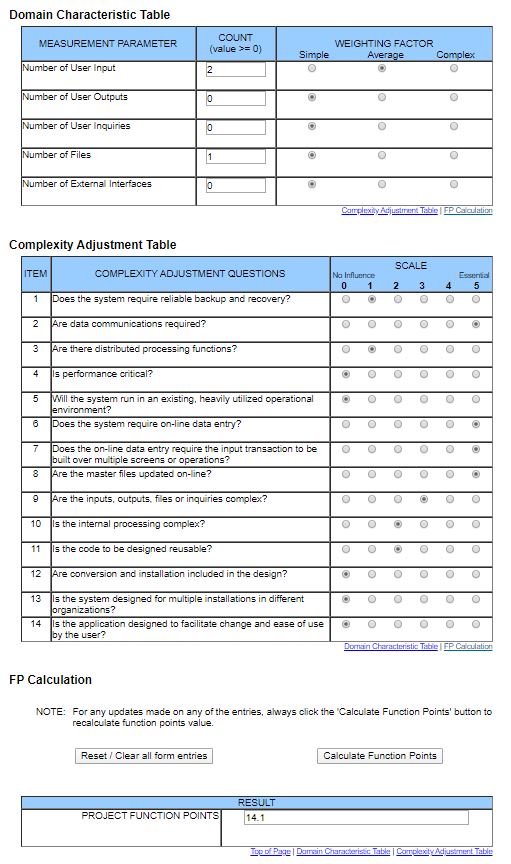 Domain Characteristic Table
MEASUREMENT PARAMETER
COUNT
(value >= 0)
WEIGHTING FACTOR
Simple Average Complex
Number of User Input 2
Number of User Outputs 0
Number of User Inquiries 0
Number of Files 1
Number of External Interfaces 0
Complexity Adjustment Table | FP Calculation
Complexity Adjustment Table
ITEM
COMPLEXITY ADJUSTMENT QUESTIONS
SCALE
No Influence Essential
0 1 2 3 4 5
1 Does the system require reliable backup and recovery?
2 Are data communications required?
3 Are there distributed processing functions?
4 Is performance critical?
5 Will the system run in an existing, heavily utilized operational
environment?
6 Does the system require on-line data entry?
7 Does the on-line data entry require the input transaction to be
built over multiple screens or operations?
8 Are the master files updated on-line?
9 Are the inputs, outputs, files or inquiries complex?
10 Is the internal processing complex?
11 Is the code to be designed reusable?
12 Are conversion and installation included in the design?
13 Is the system designed for multiple installations in different
organizations?
14 Is the application designed to facilitate change and ease of use
by the user?
Domain Characteristic Table | FP Calculation
FP Calculation
NOTE: For any updates made on any of the entries, always click the 'Calculate Function Points' button to
recalculate function points value.
Reset / Clear all form entries Calculate Function Points
RESULT
PROJECT FUNCTION POINTS 14.1
Top of Page | Domain Characteristic Table | Complexity Adjustment Table